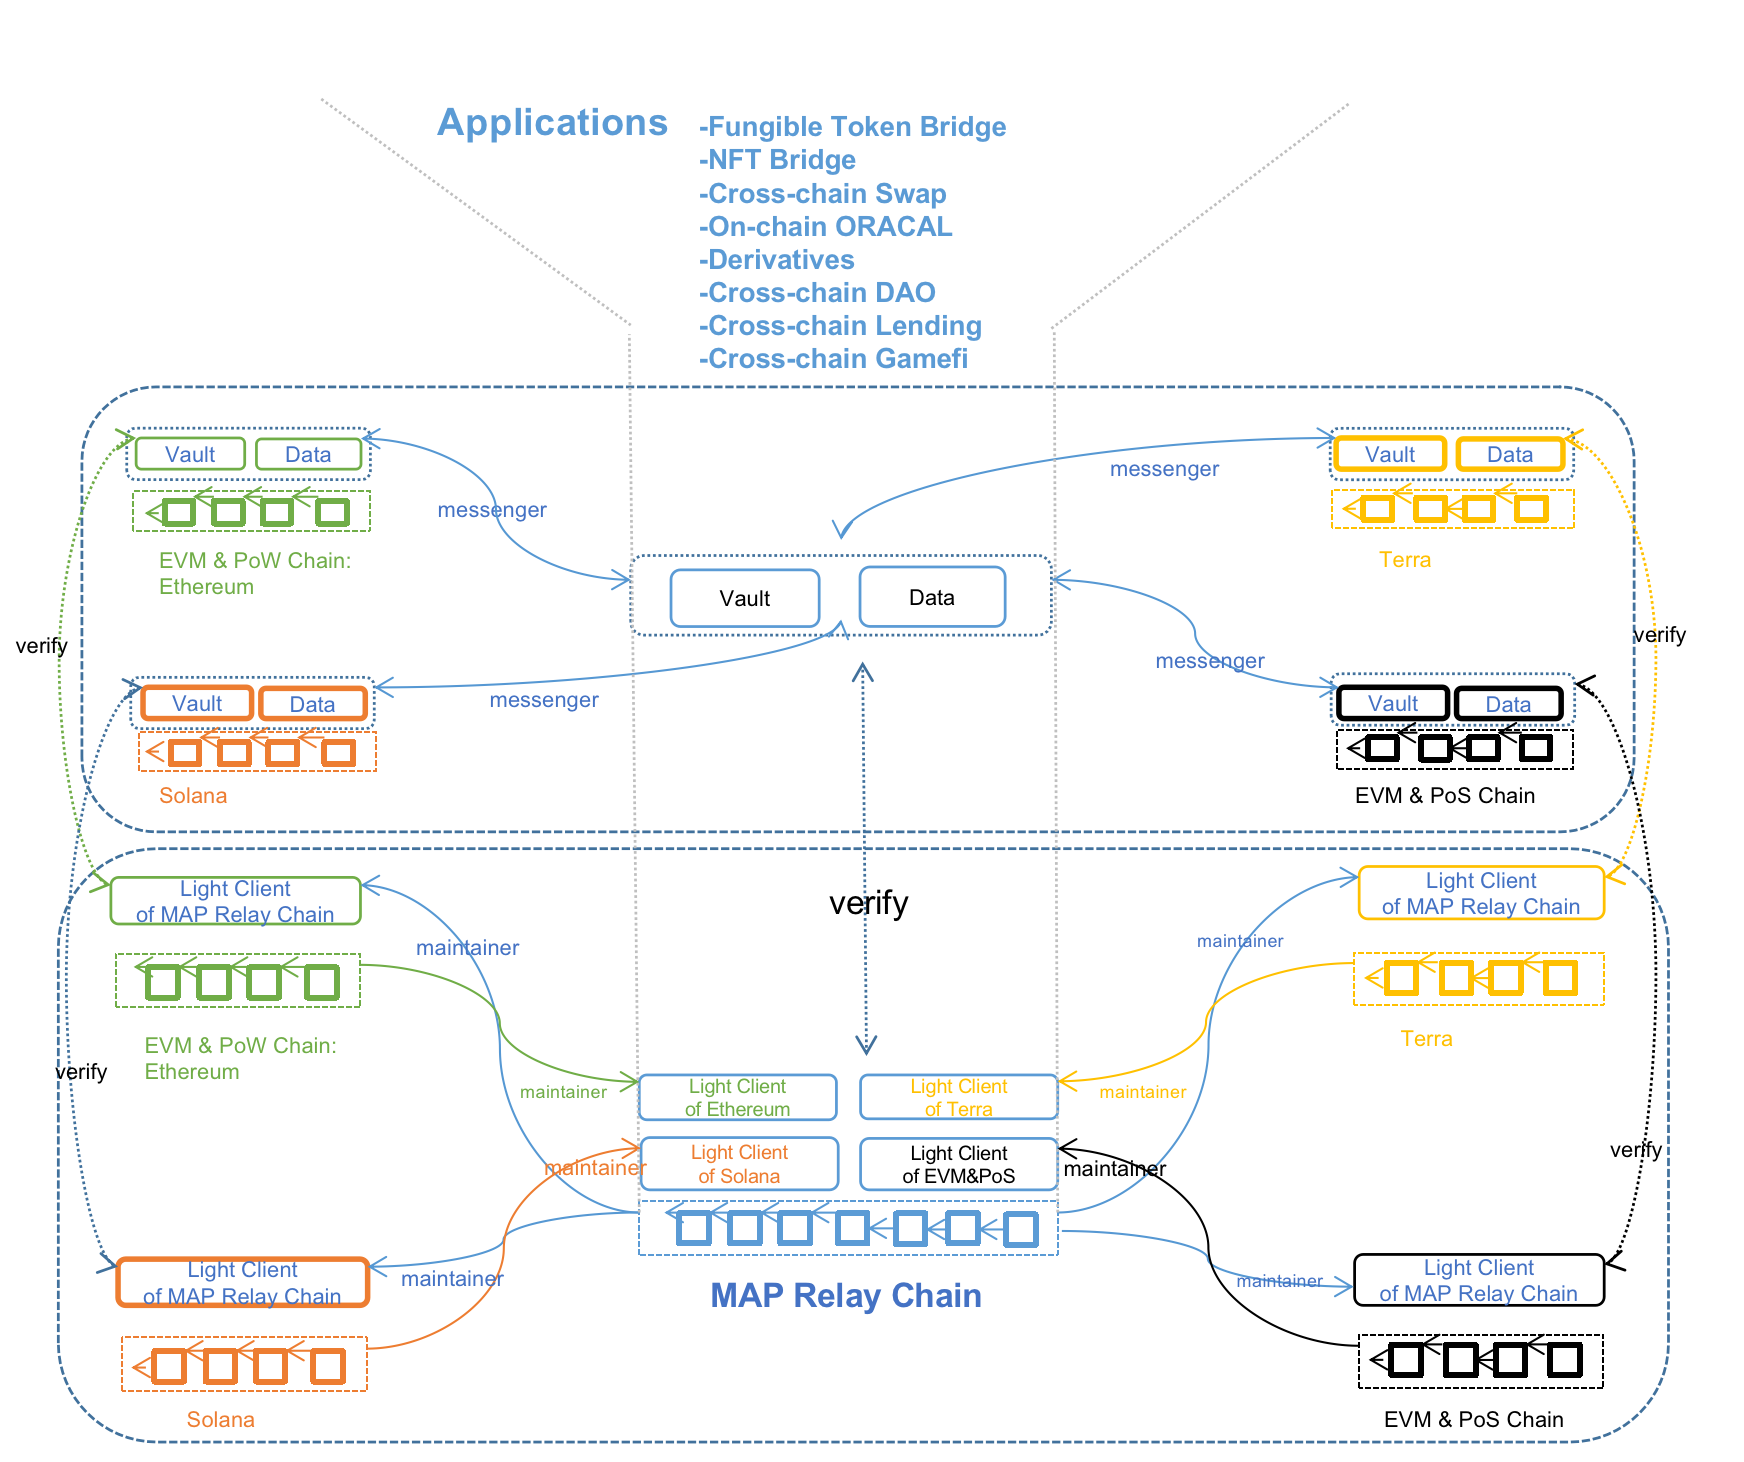 Applications
-Fungible Token Bridge
-NFT Bridge
-Cross-chain Swap
-On-chain ORACAL
-Derivatives
-Cross-chain DAO
-Cross-chain Lending
-Cross-chain Gamefi
Vault
Data
messenger
EVM & PoW Chain:
Ethereum
messenger
Vault
Data
Terra
Vault
Data
verify
verify
Vault
Data
messenger
Solana
messenger
Vault
Data
EVM & PoS Chain
verify
Light Client
of MAP Relay Chain
maintainer
EVM & PoW Chain:
Ethereum
Light Client
of MAP Relay Chain
maintainer
Terra
verify
verify
maintainer
Light Client
of Ethereum
Light Client
of Terra
maintainer
maintainer
Light Client
of Solana
Light Client
of EVM&PoS
maintainer
MAP Relay Chain
Light Client
of MAP Relay Chain
maintainer
Solana
maintainer
Light Client
of MAP Relay Chain
EVM & PoS Chain